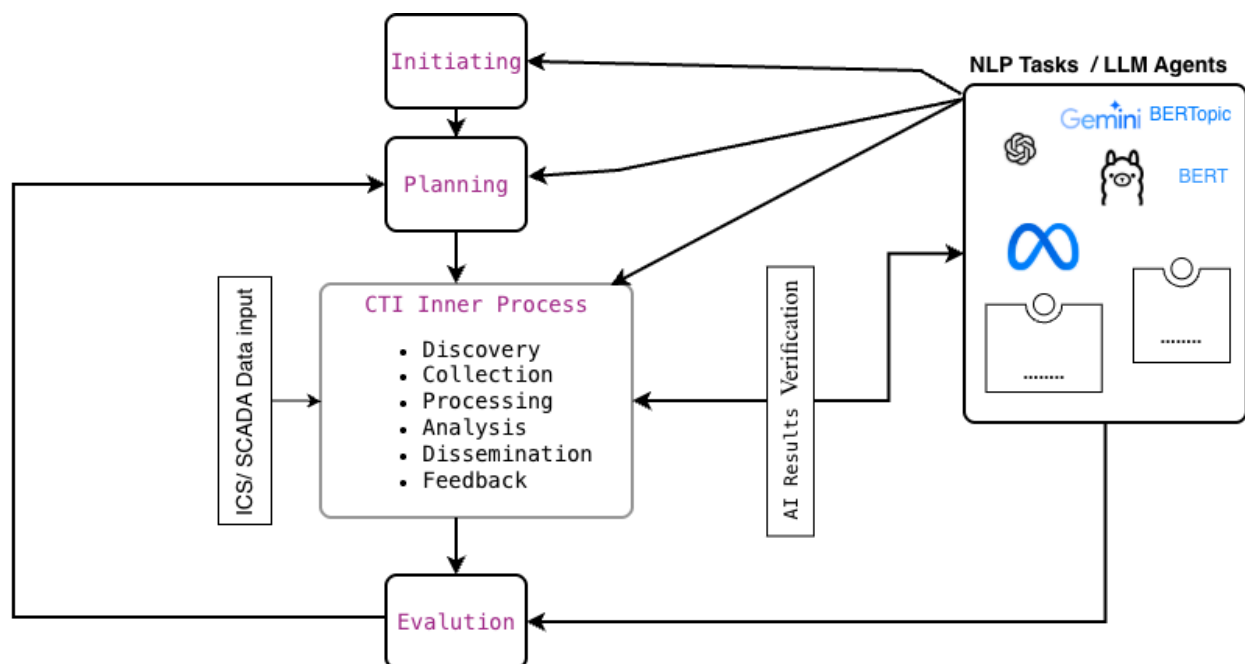 Initiating
NLP Tasks / LLM Agents
Gemini BERTopic
Planning
BERT
ICS/ SCADA Data input
CTI Inner Process
• Discovery
• Collection
• Processing
• Analysis
• Dissemination
• Feedback
AI Results Verification
........
........
Evalution